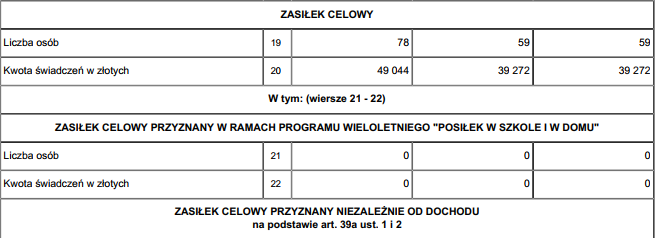 ZASIŁEK CELOWY
Liczba osób 19 78 59 59
Kwota świadczeń w złotych 20 49 044 39 272 39 272
W tym: (wiersze 21 - 22)
ZASIŁEK CELOWY PRZYZNANY W RAMACH PROGRAMU WIELOLETNIEGO "POSIŁEK W SZKOLE I W DOMU"
Liczba osób 21 0 0 0
Kwota świadczeń w złotych 22 0 0 0
ZASIŁEK CELOWY PRZYZNANY NIEZALEŻNIE OD DOCHODU
na podstawie art. 39a ust. 1 i 2